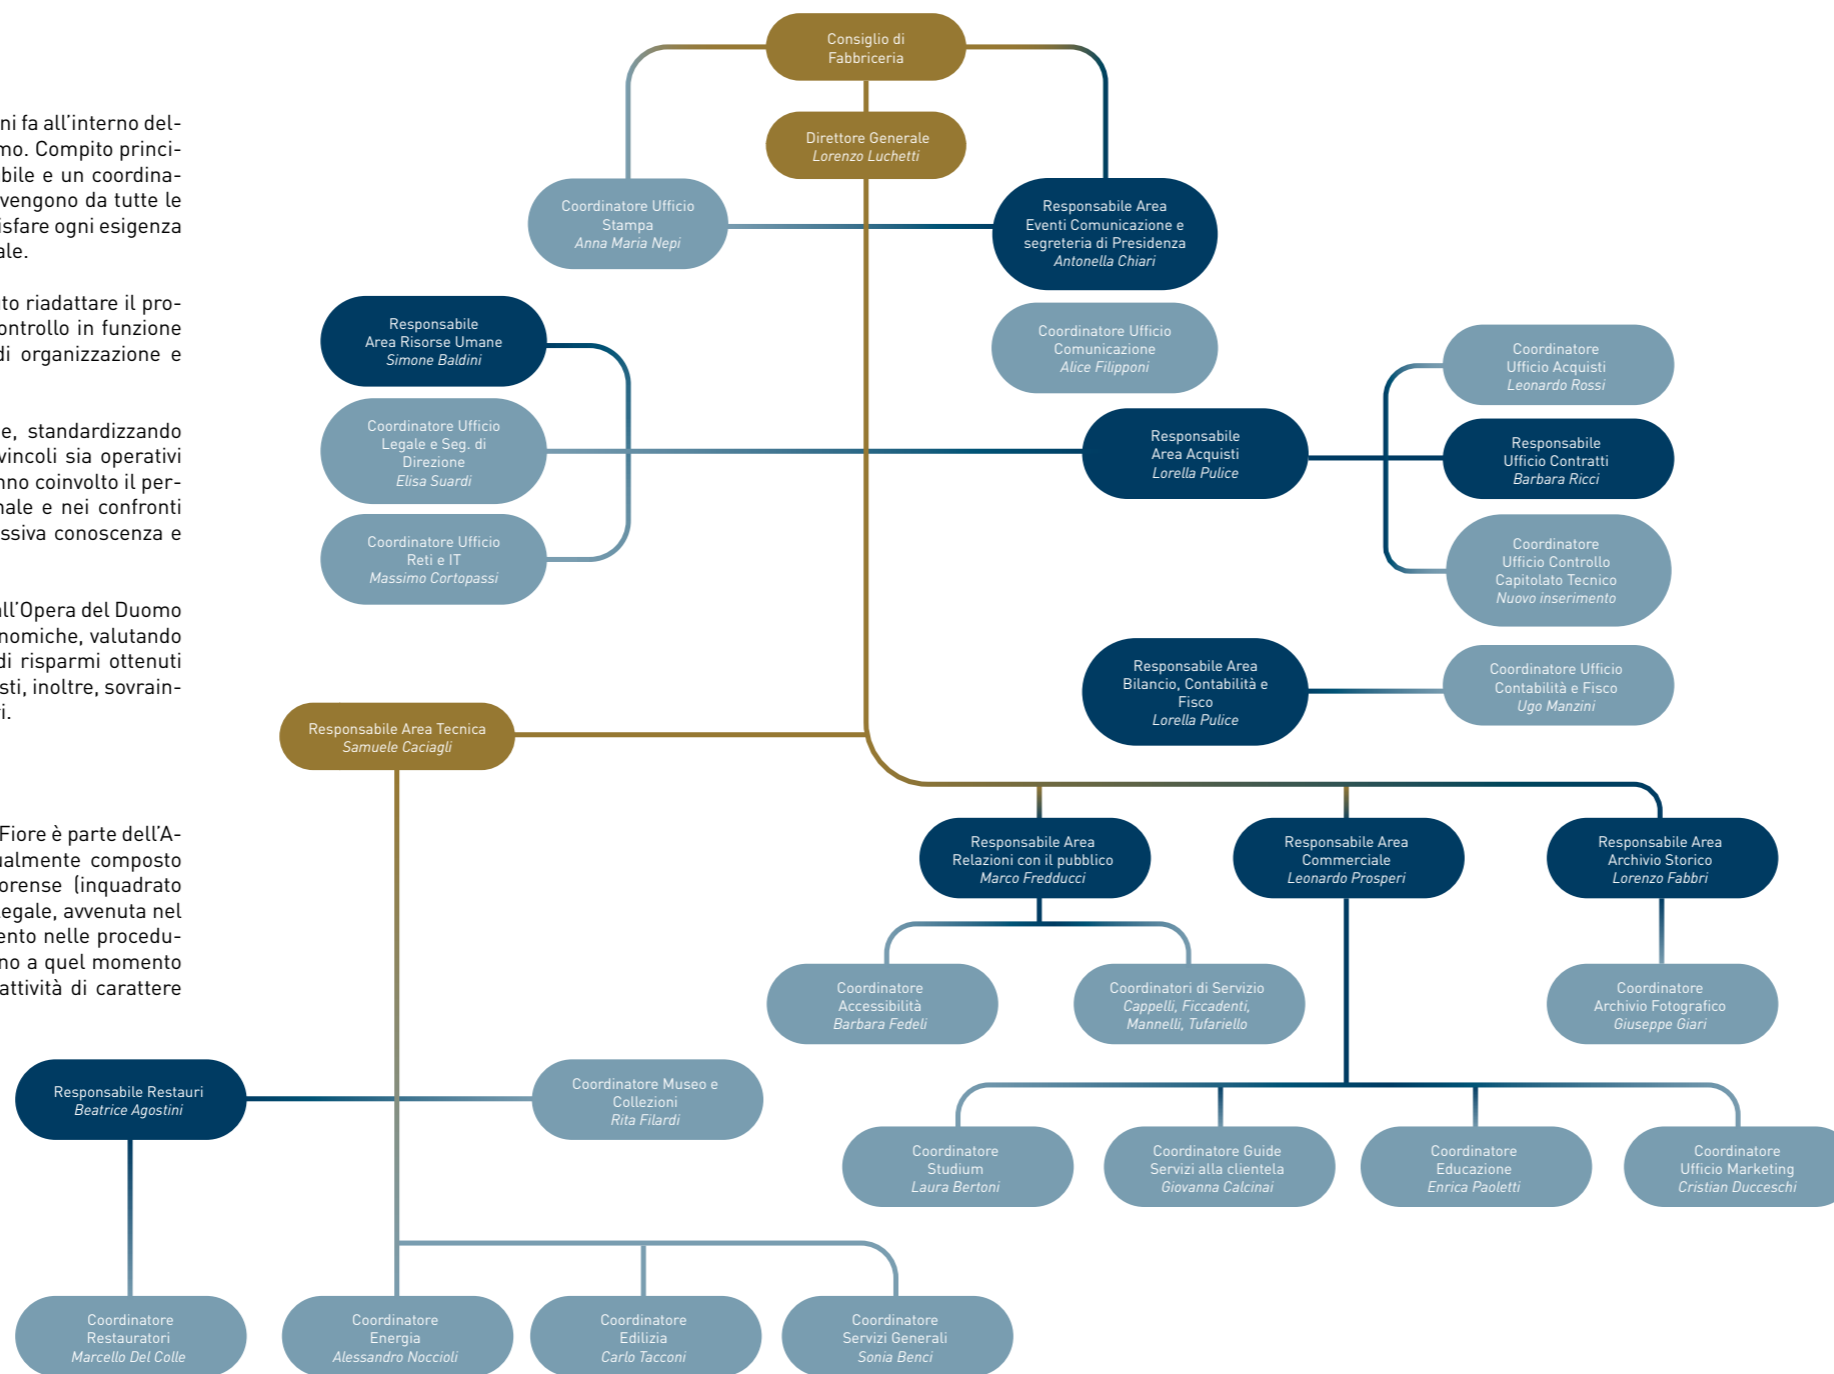 ni fa all'interno del-
mo. Compito princi-
bile e un coordina-
vengono da tutte le
isfare ogni esigenza
ale.
to riadattare il pro-
ontrollo in funzione
di organizzazione e
e, standardizzando
vincoli sia operativi
nno coinvolto il per-
nale e nei confronti
ssiva conoscenza e
all'Opera del Duomo
nomiche, valutando
di risparmi ottenuti
sti, inoltre, sovrain-
i.
Fiore è parte dell'A-
ualmente composto
orense (inquadrato
legale, avvenuta nel
ento nelle procedu-
no a quel momento
attività di carattere
Consiglio di
Fabbriceria
Direttore Generale
Lorenzo Luchetti
Coordinatore Ufficio
Stampa
Anna Maria Nepi
Responsabile Area
Eventi Comunicazione e
segreteria di Presidenza
Antonella Chiari
Responsabile
Area Risorse Umane
Simone Baldini
Coordinatore Ufficio
Comunicazione
Alice Filipponi
Coordinatore
Ufficio Acquisti
Leonardo Rossi
Coordinatore Ufficio
Legale e Seg. di
Direzione
Elisa Suardi
Responsabile
Area Acquisti
Lorella Pulice
Responsabile
Ufficio Contratti
Barbara Ricci
Coordinatore Ufficio
Reti e IT
Massimo Cortopassi
Coordinatore
Ufficio Controllo
Capitolato Tecnico
Nuovo inserimento
Responsabile Area
Bilancio, Contabilità e
Fisco
Lorella Pulice
Coordinatore Ufficio
Contabilità e Fisco
Ugo Manzini
Responsabile Area Tecnica
Samuele Caciagli
Responsabile Area
Relazioni con il pubblico
Marco Fredducci
Responsabile Area
Commerciale
Leonardo Prosperi
Responsabile Area
Archivio Storico
Lorenzo Fabbri
Coordinatore
Accessibilità
Barbara Fedeli
Coordinatori di Servizio
Cappelli, Ficcadenti,
Mannelli, Tufariello
Coordinatore
Archivio Fotografico
Giuseppe Giari
Responsabile Restauri
Beatrice Agostini
Coordinatore Museo e
Collezioni
Rita Filardi
Coordinatore
Studium
Laura Bertoni
Coordinatore Guide
Servizi alla clientela
Giovanna Calcinai
Coordinatore
Educazione
Enrica Paoletti
Coordinatore
Ufficio Marketing
Cristian Ducceschi
Coordinatore
Restauratori
Marcello Del Colle
Coordinatore
Energia
Alessandro Noccioli
Coordinatore
Edilizia
Carlo Tacconi
Coordinatore
Servizi Generali
Sonia Benci